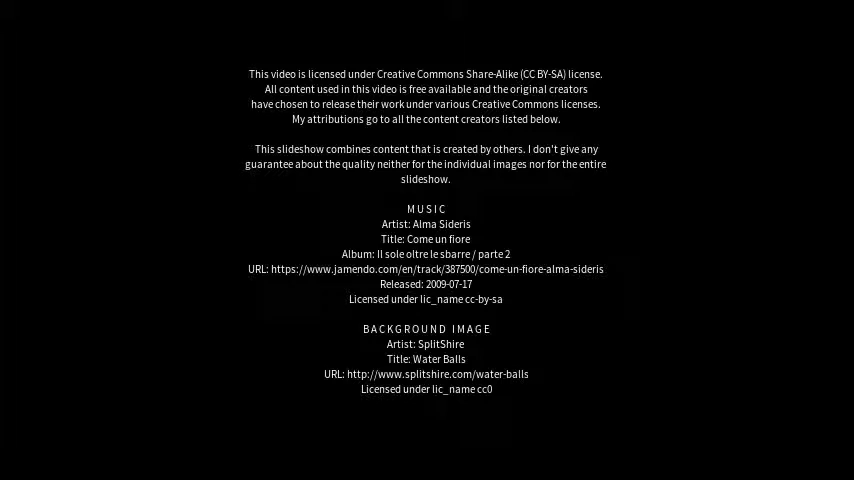 This video is licensed under Creative Commons Share-Alike (CC BY-SA) license.
All content used in this video is free available and the original creators
have chosen to release their work under various Creative Commons licenses.
My attributions go to all the content creators listed below.
This slideshow combines content that is created by others. I don't give any
guarantee about the quality neither for the individual images nor for the entire
slideshow.
MUSIC
Artist: Alma Sideris
Title: Come un fiore
Album: Il sole oltre le sbarre / parte 2
URL: https://www.jamendo.com/en/track/387500/come-un-fiore-alma-sideris
Released: 2009-07-17
Licensed under lic_name cc-by-sa
BACKGROUND IMAGE
Artist: SplitShire
Title: Water Balls
URL: http://www.splitshire.com/water-balls
Licensed under lic_name cc0